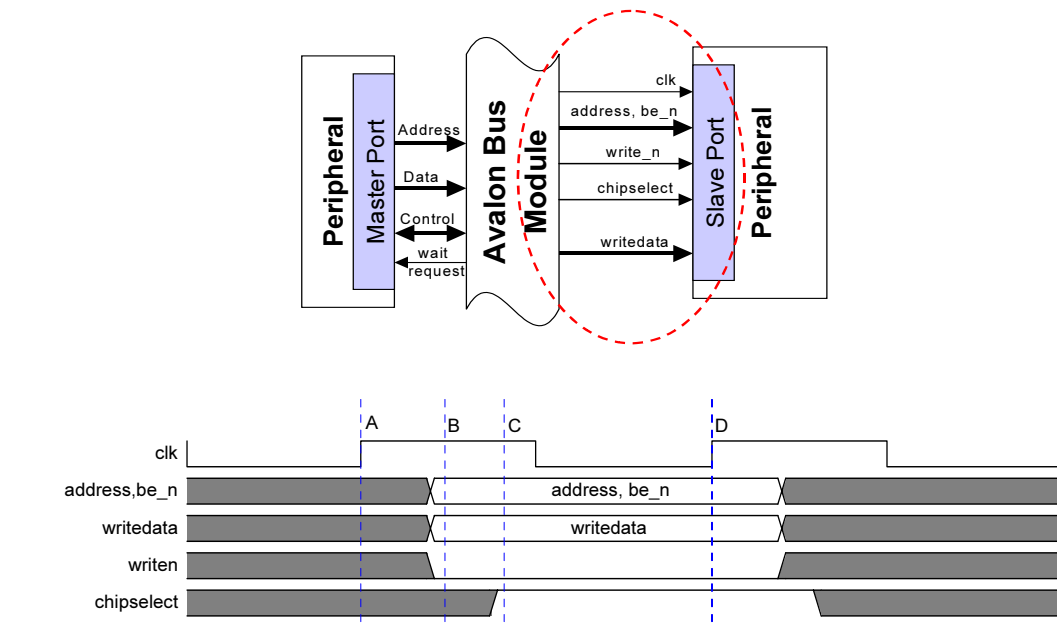 Peripheral
Master Port
Address
Data
Control
wait
request
Avalon Bus
Module
clk
address, be_n
write_n
chipselect
writedata
Slave Port
Peripheral
A
B
C
D
clk
address,be_n
address, be_n
writedata
writedata
writen
chipselect